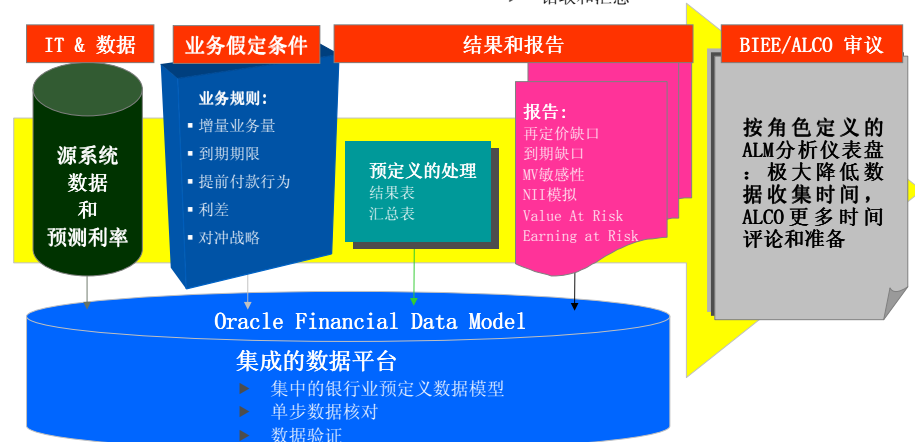 IT & 数据
业务假定条件
结果和报告
BIEE/ALCO 审议
源系统
数据
和
预测利率
业务规则:
▪ 增量业务量
▪ 到期期限
▪ 提前付款行为
▪ 利差
▪ 对冲战略
预定义的处理
结果表
汇总表
报告:
再定价缺口
到期缺口
MV敏感性
NII模拟
Value At Risk
Earning at Risk
按角色定义的
ALM分析仪表盘
：极大降低数
据收集时间，
ALCO更多时间
评论和准备
Oracle Financial Data Model
集成的数据平台
► 集中的银行业预定义数据模型
► 单步数据核对
► 数据验证